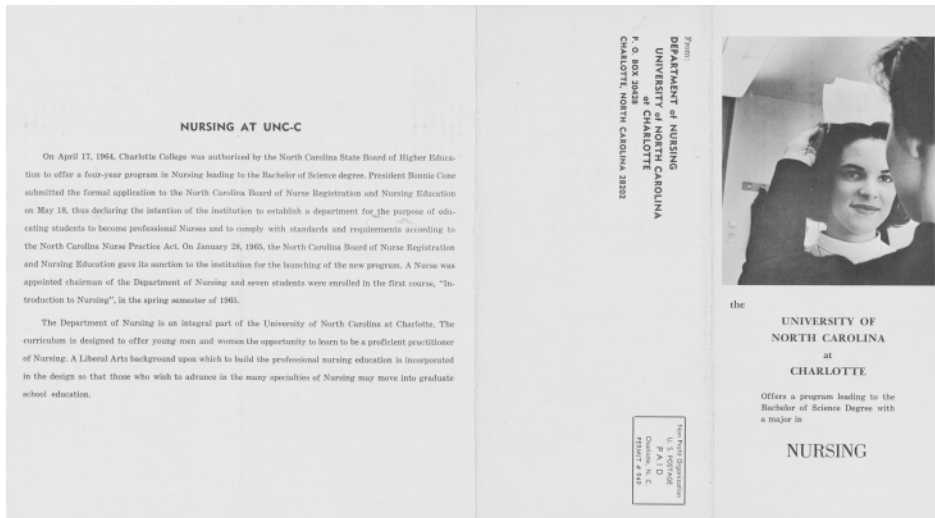 NURSING AT UNC-C
On April 17, 1964, Charlotte College was authorized by the North Carolina State Board of Higher Educa-
tion to offer a four-year program in Nursing leading to the Bachelor of Science degree. President Bonnie Cone
submitted the formal application to the North Carolina Board of Nurse Registration and Nursing Education
on May 18, thus declaring the intention of the institution to establish a department for the purpose of edu-
cating students to become professional Nurses and to comply with standards and requirements according to
the North Carolina Nurse Practice Act. On January 28, 1965, the North Carolina Board of Nurse Registration
and Nursing Education gave its sanction to the institution for the launching of the new program. A Nurse was
appointed chairman of the Department of Nursing and seven students were enrolled in the first course, "In-
troduction to Nursing", in the spring semester of 1965.
The Department of Nursing is an integral part of the University of North Carolina at Charlotte. The
curriculum is designed to offer young men and women the opportunity to learn to be a proficient practitioner
of Nursing. A Liberal Arts background upon which to build the professional nursing education is incorporated
in the design so that those who wish to advance in the many specialties of Nursing may move into graduate
school education.
From:
DEPARTMENT of NURSING
UNIVERSITY of NORTH CAROLINA
at CHARLOTTE
P. O. BOX 20428
CHARLOTTE, NORTH CAROLINA 28202
Non Profit Organization
U. S. POSTAGE
PAID
Charlotte, N. C.
PERMIT # 949
the
UNIVERSITY OF
NORTH CAROLINA
at
CHARLOTTE
Offers a program leading to the
Bachelor of Science Degree with
a major in
NURSING